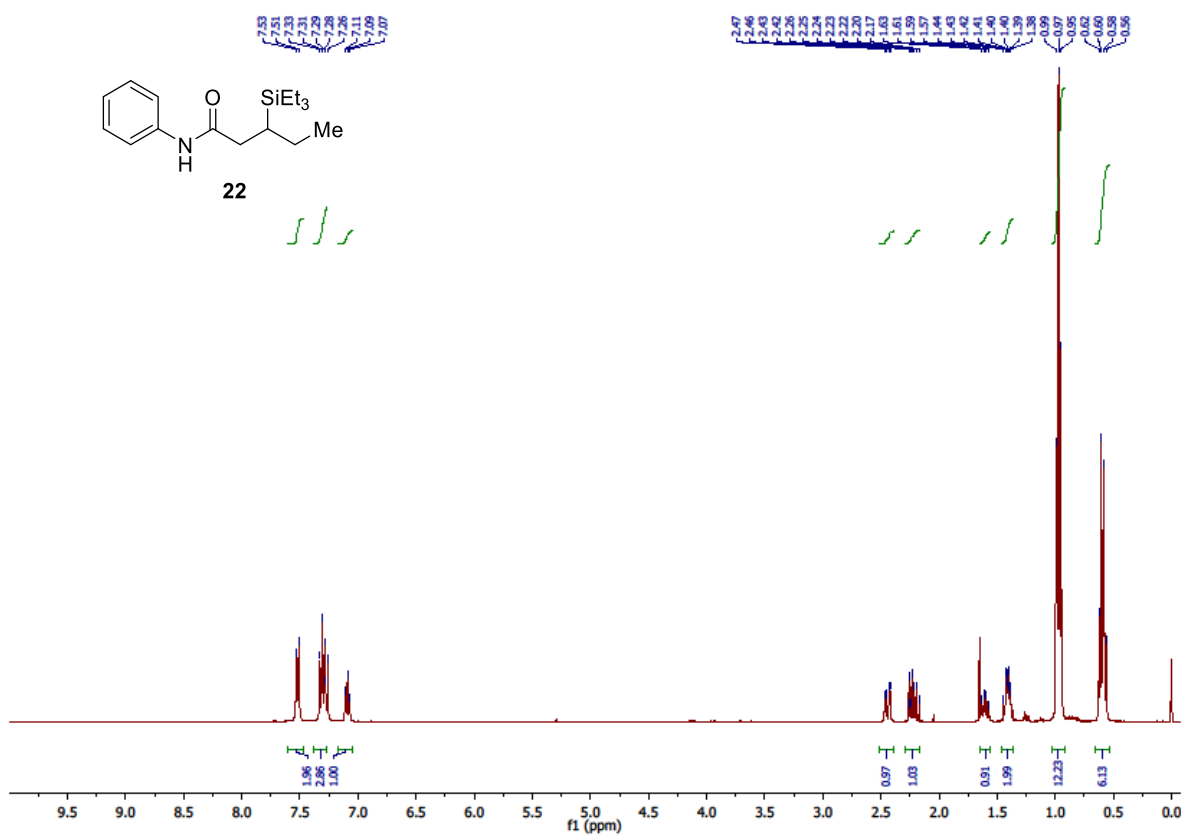 7.53 7.51 7.33 7.31 7.29 7.28 7.26 7.11 7.09 7.07 2.47 2.46 2.43 2.42 2.26 2.25 2.24 2.23 2.22 2.20 2.17 1.63 1.61 1.59 1.57 1.44 1.43 1.42 1.41 1.40 1.40 1.39 1.38 0.99 0.97 0.95 0.62 0.60 0.58 0.56
O
SiEt3
Me
N
H
22
1.96 2.86 1.00 0.97 1.03 0.91 1.99 12.23 6.13
9.5 9.0 8.5 8.0 7.5 7.0 6.5 6.0 5.5 5.0 4.5 4.0 3.5 3.0 2.5 2.0 1.5 1.0 0.5 0.0
f1 (ppm)